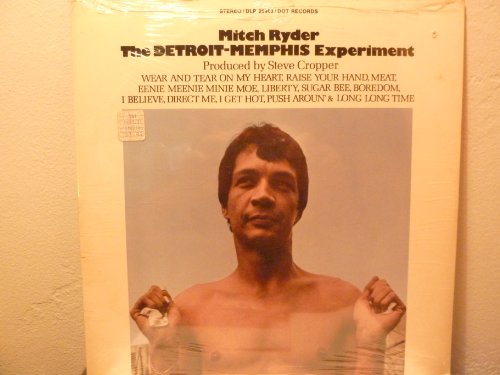 STEREO / DLP / DOT RECORDS
Mitch Ryder
The DETROIT-MEMPHIS Experiment
Produced by Steve Cropper
WEAR AND TEAR ON MY HEART, RAISE YOUR HAND, MEAT,
EENIE MEENIE MINIE MOE, LIBERTY, SUGAR BEE, BOREDOM,
I BELIEVE, DIRECT ME, I GET HOT, PUSH AROUN' & LONG LONG TIME